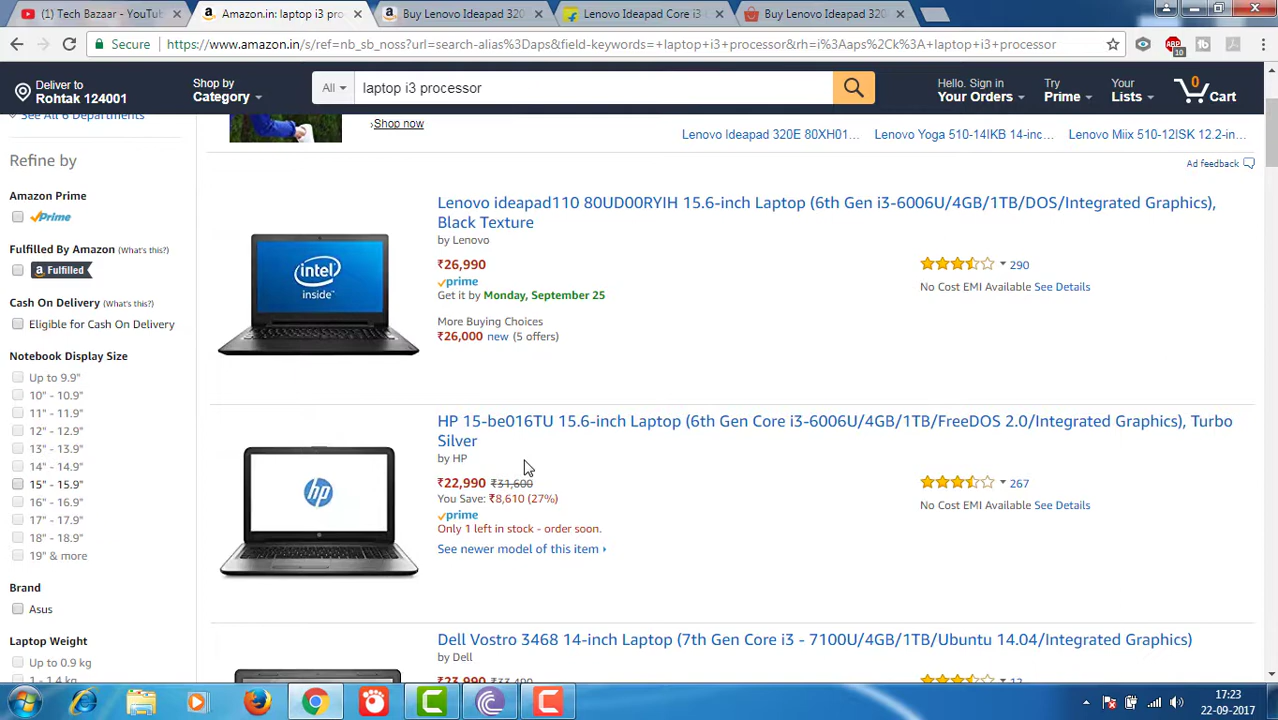 Tech Bazaar - YouTub
Amazon.in: laptop i3 pro
Buy Lenovo Ideapad 320
Lenovo Ideapad Core i3
Buy Lenovo Ideapad 320
Secure
https://www.amazon.in/s/ref=nb_sb_noss?url=search-alias%3Daps&field-keywords=+laptop+i3+processor&rh=i%3Aaps%2Ck%3A+laptop+i3+processor
ABP
10
Deliver to
Rohtak 124001
Shop by
Category
All
laptop i3 processor
Hello. Sign in
Your Orders
Try
Prime
Your
Lists
0
Cart
See All 6 Departments
›Shop now
Lenovo Ideapad 320E 80XH01...
Lenovo Yoga 510-14IKB 14-inc...
Lenovo Miix 510-12ISK 12.2-in...
Ad feedback
Refine by
Amazon Prime
Prime
Fulfilled By Amazon (What's this?)
a Fulfilled
Cash On Delivery (What's this?)
Eligible for Cash On Delivery
Notebook Display Size
Up to 9.9"
10" - 10.9"
11" - 11.9"
12" - 12.9"
13" - 13.9"
14" - 14.9"
15" - 15.9"
16" - 16.9"
17" - 17.9"
18" - 18.9"
19" & more
Brand
Asus
Laptop Weight
Up to 0.9 kg
1 - 1.4 kg
Lenovo ideapad110 80UD00RYIH 15.6-inch Laptop (6th Gen i3-6006U/4GB/1TB/DOS/Integrated Graphics),
Black Texture
by Lenovo
₹26,990
prime
Get it by Monday, September 25
More Buying Choices
₹26,000 new (5 offers)
290
No Cost EMI Available See Details
intel
inside™
HP 15-be016TU 15.6-inch Laptop (6th Gen Core i3-6006U/4GB/1TB/FreeDOS 2.0/Integrated Graphics), Turbo
Silver
by HP
₹22,990 ₹31,600
You Save: ₹8,610 (27%)
prime
Only 1 left in stock - order soon.
See newer model of this item
267
No Cost EMI Available See Details
hp
Dell Vostro 3468 14-inch Laptop (7th Gen Core i3 - 7100U/4GB/1TB/Ubuntu 14.04/Integrated Graphics)
by Dell
₹23,990 ₹33,490
12
17:23
22-09-2017